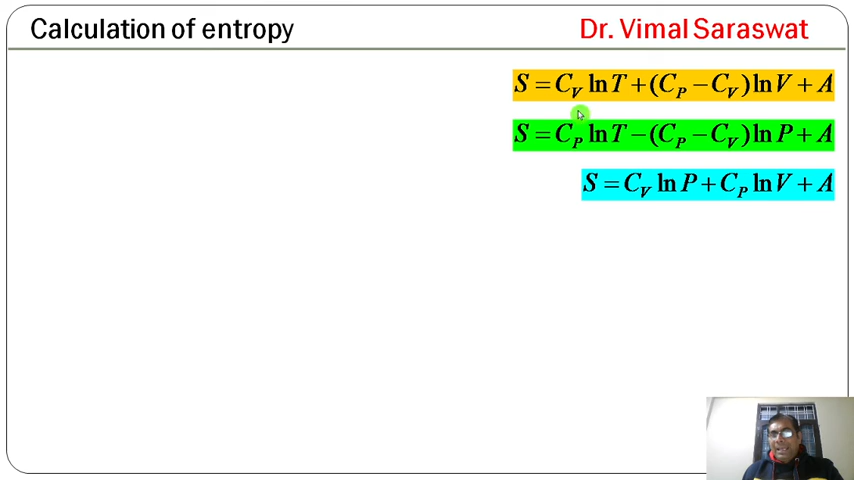 Calculation of entropy
Dr. Vimal Saraswat
S = C_V ln T + (C_P − C_V) ln V + A
S = C_P ln T − (C_P − C_V) ln P + A
S = C_V ln P + C_P ln V + A